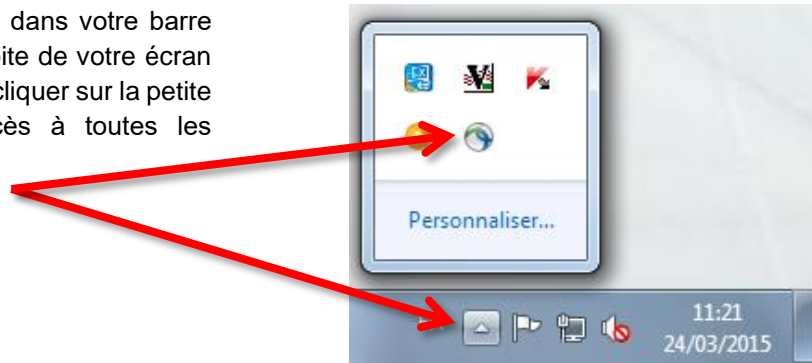 dans votre barre
ite de votre écran
cliquer sur la petite
ès à toutes les
Personnaliser...
11:21
24/03/2015